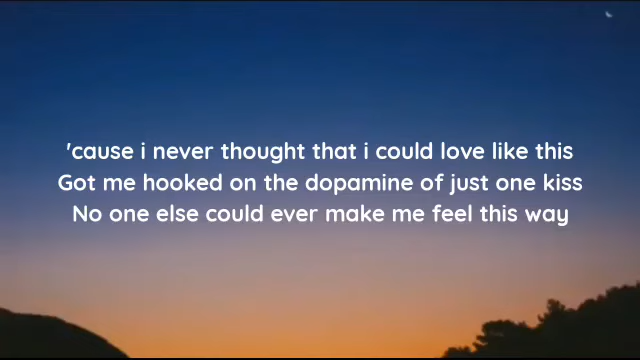 'cause i never thought that i could love like this
Got me hooked on the dopamine of just one kiss
No one else could ever make me feel this way